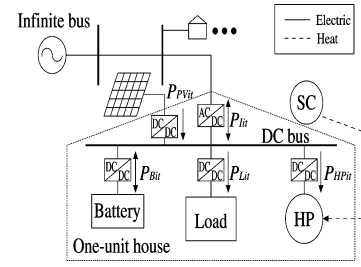 Infinite bus
Electric
Heat
P_PVit
AC
DC
P_Iit
SC
DC
DC
DC bus
DC
DC
P_Bit
DC
DC
P_Lit
DC
DC
P_HPit
Battery
Load
HP
One-unit house